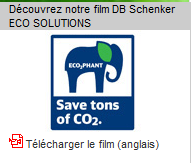 Découvrez notre film DB Schenker
ECO SOLUTIONS
ECO2PHANT
Save tons
of CO₂.
Télécharger le film (anglais)